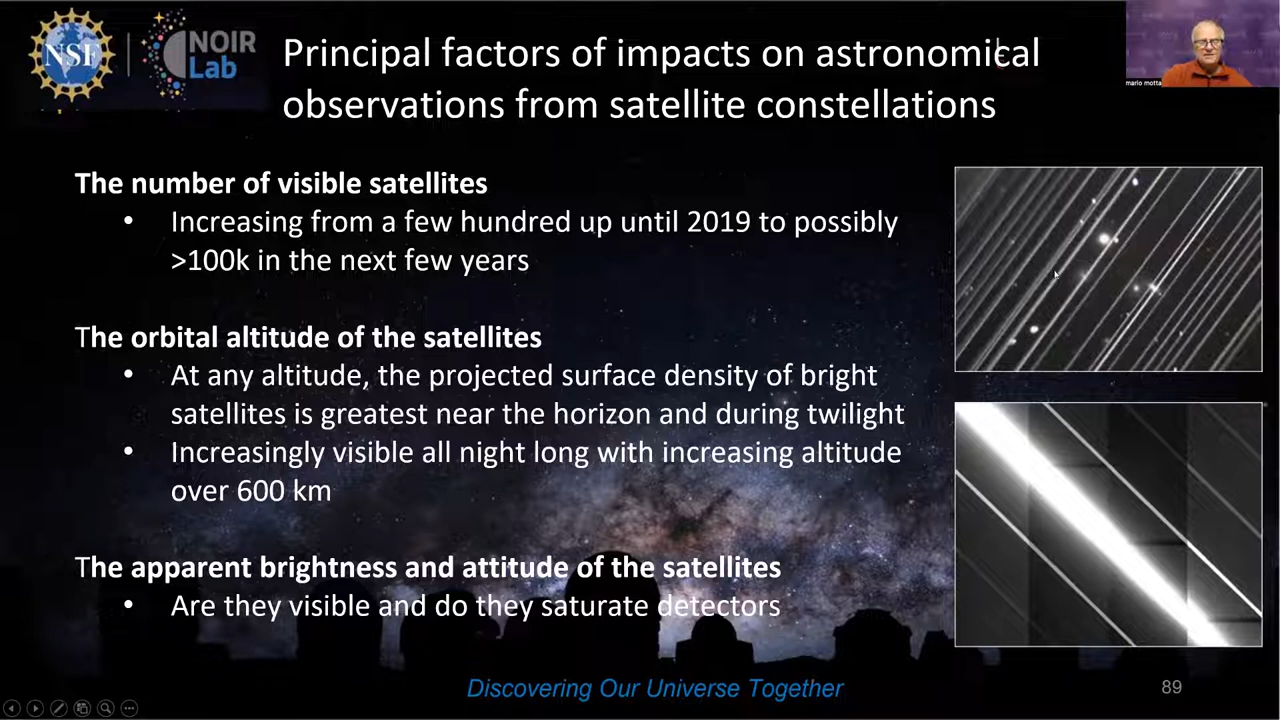 NSF
NOIR
Lab
Principal factors of impacts on astronomical
observations from satellite constellations
mario motta
The number of visible satellites
• Increasing from a few hundred up until 2019 to possibly
>100k in the next few years
The orbital altitude of the satellites
• At any altitude, the projected surface density of bright
satellites is greatest near the horizon and during twilight
• Increasingly visible all night long with increasing altitude
over 600 km
The apparent brightness and attitude of the satellites
• Are they visible and do they saturate detectors
Discovering Our Universe Together
89